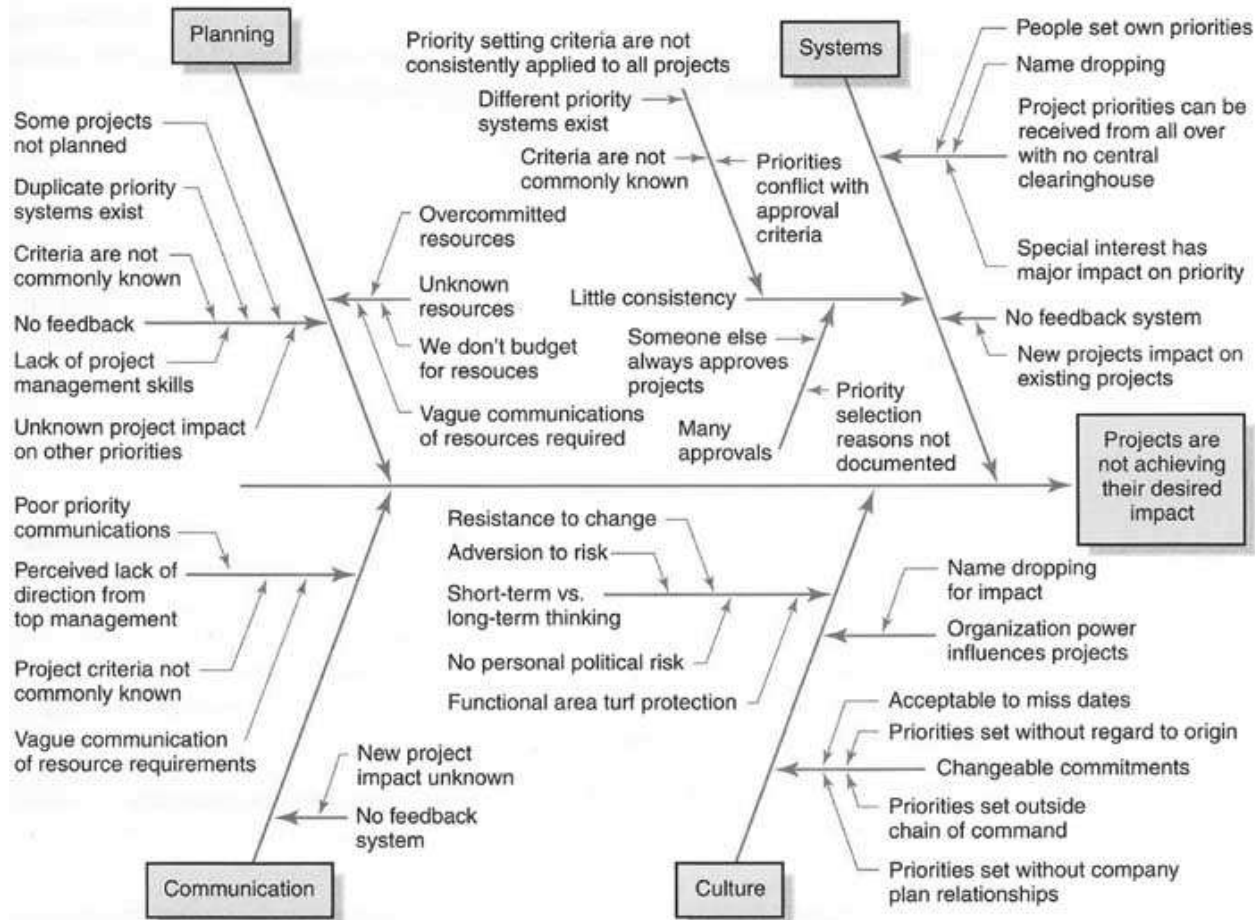 Planning
Priority setting criteria are not
consistently applied to all projects
Different priority
systems exist
Criteria are not
commonly known
Priorities
conflict with
approval
criteria
Systems
People set own priorities
Name dropping
Project priorities can be
received from all over
with no central
clearinghouse
Special interest has
major impact on priority
Some projects
not planned
Duplicate priority
systems exist
Criteria are not
commonly known
No feedback
Lack of project
management skills
Unknown project impact
on other priorities
Overcommitted
resources
Unknown
resources
We don't budget
for resouces
Vague communications
of resources required
Little consistency
Someone else
always approves
projects
Many
approvals
Priority
selection
reasons not
documented
No feedback system
New projects impact on
existing projects
Projects are
not achieving
their desired
impact
Poor priority
communications
Perceived lack of
direction from
top management
Project criteria not
commonly known
Vague communication
of resource requirements
New project
impact unknown
No feedback
system
Communication
Resistance to change
Adversion to risk
Short-term vs.
long-term thinking
No personal political risk
Functional area turf protection
Name dropping
for impact
Organization power
influences projects
Acceptable to miss dates
Priorities set without regard to origin
Changeable commitments
Priorities set outside
chain of command
Priorities set without company
plan relationships
Culture